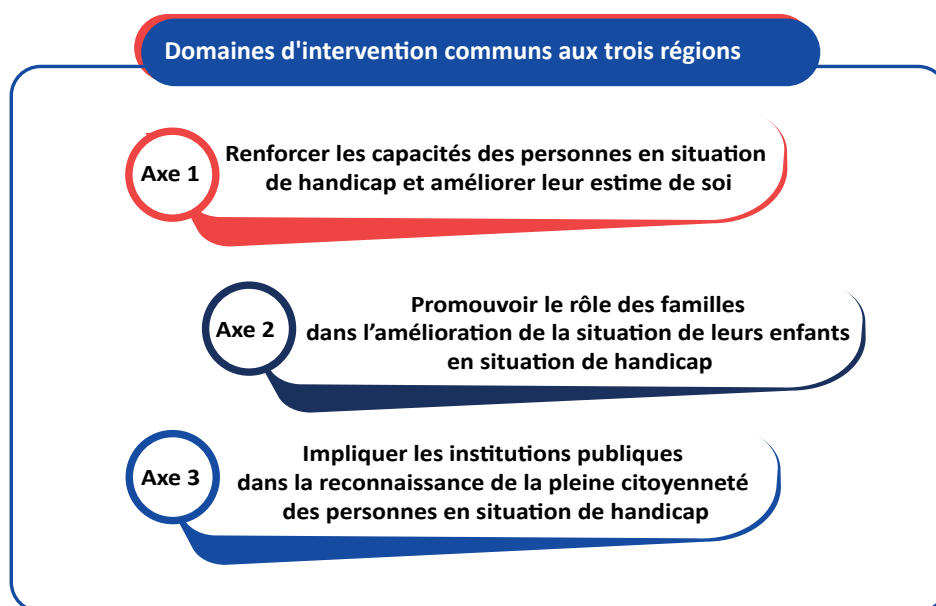 Domaines d'intervention communs aux trois régions
Axe 1
Renforcer les capacités des personnes en situation
de handicap et améliorer leur estime de soi
Axe 2
Promouvoir le rôle des familles
dans l’amélioration de la situation de leurs enfants
en situation de handicap
Axe 3
Impliquer les institutions publiques
dans la reconnaissance de la pleine citoyenneté
des personnes en situation de handicap